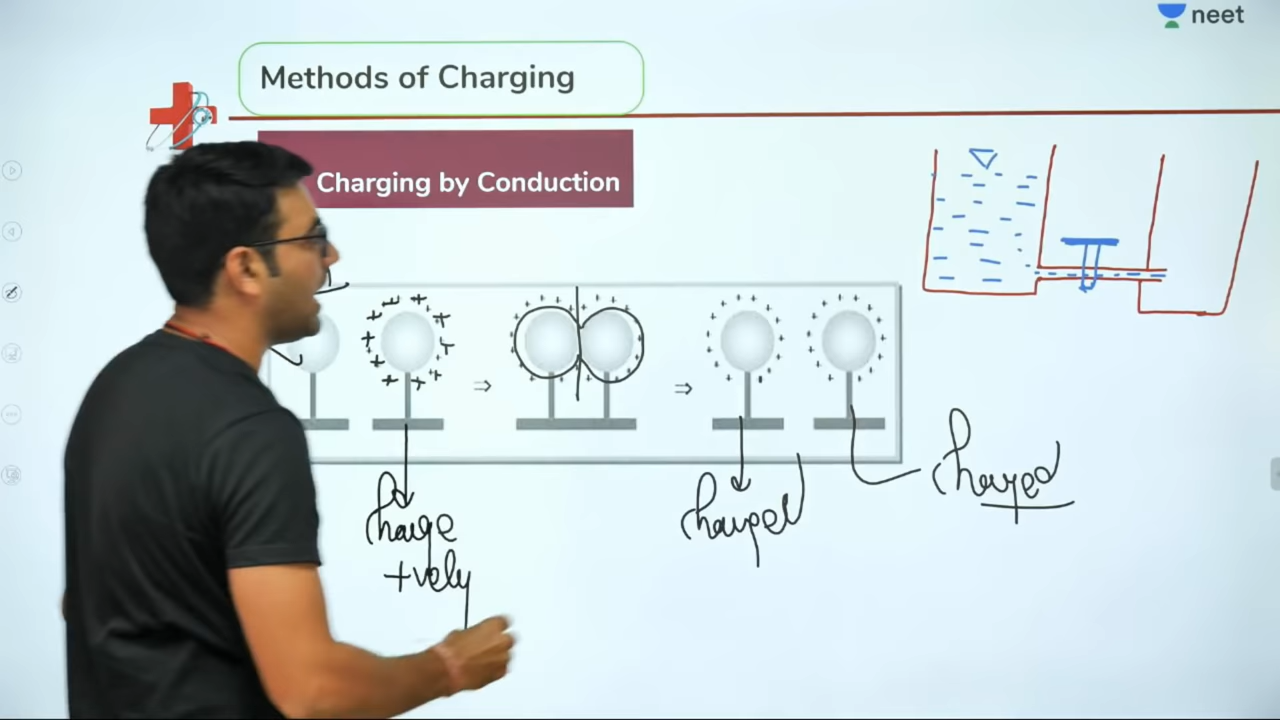 neet
Methods of Charging
Charging by Conduction
⇒
⇒
Charge
+vely
Charged
Charged